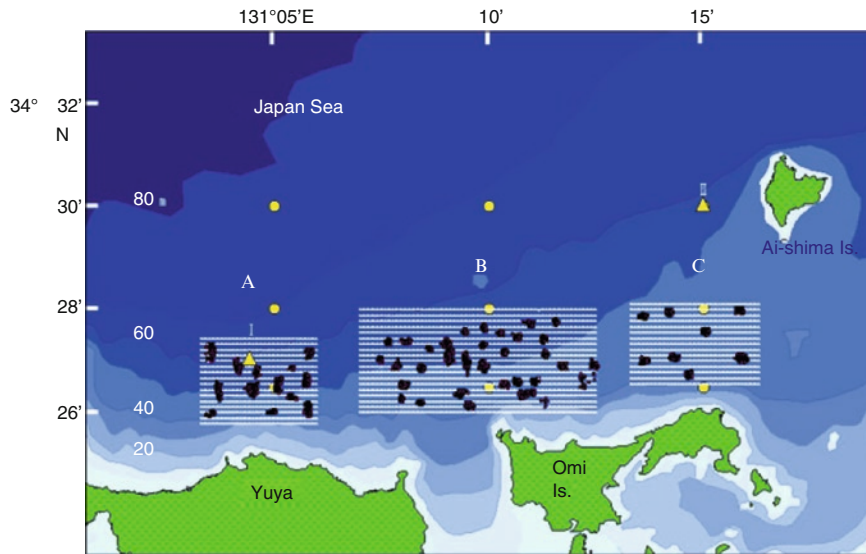 131°05'E 10' 15'
34° 32'
N
Japan Sea
80
30'
II
Ai-shima Is.
A B C
28'
I
60
26'
40
20
Yuya
Omi
Is.